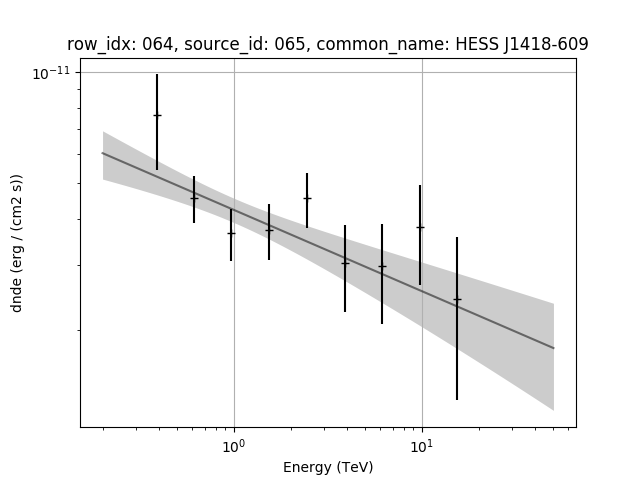 row_idx: 064, source_id: 065, common_name: HESS J1418-609
10⁻¹¹
dnde (erg / (cm2 s))
10⁰ 10¹
Energy (TeV)